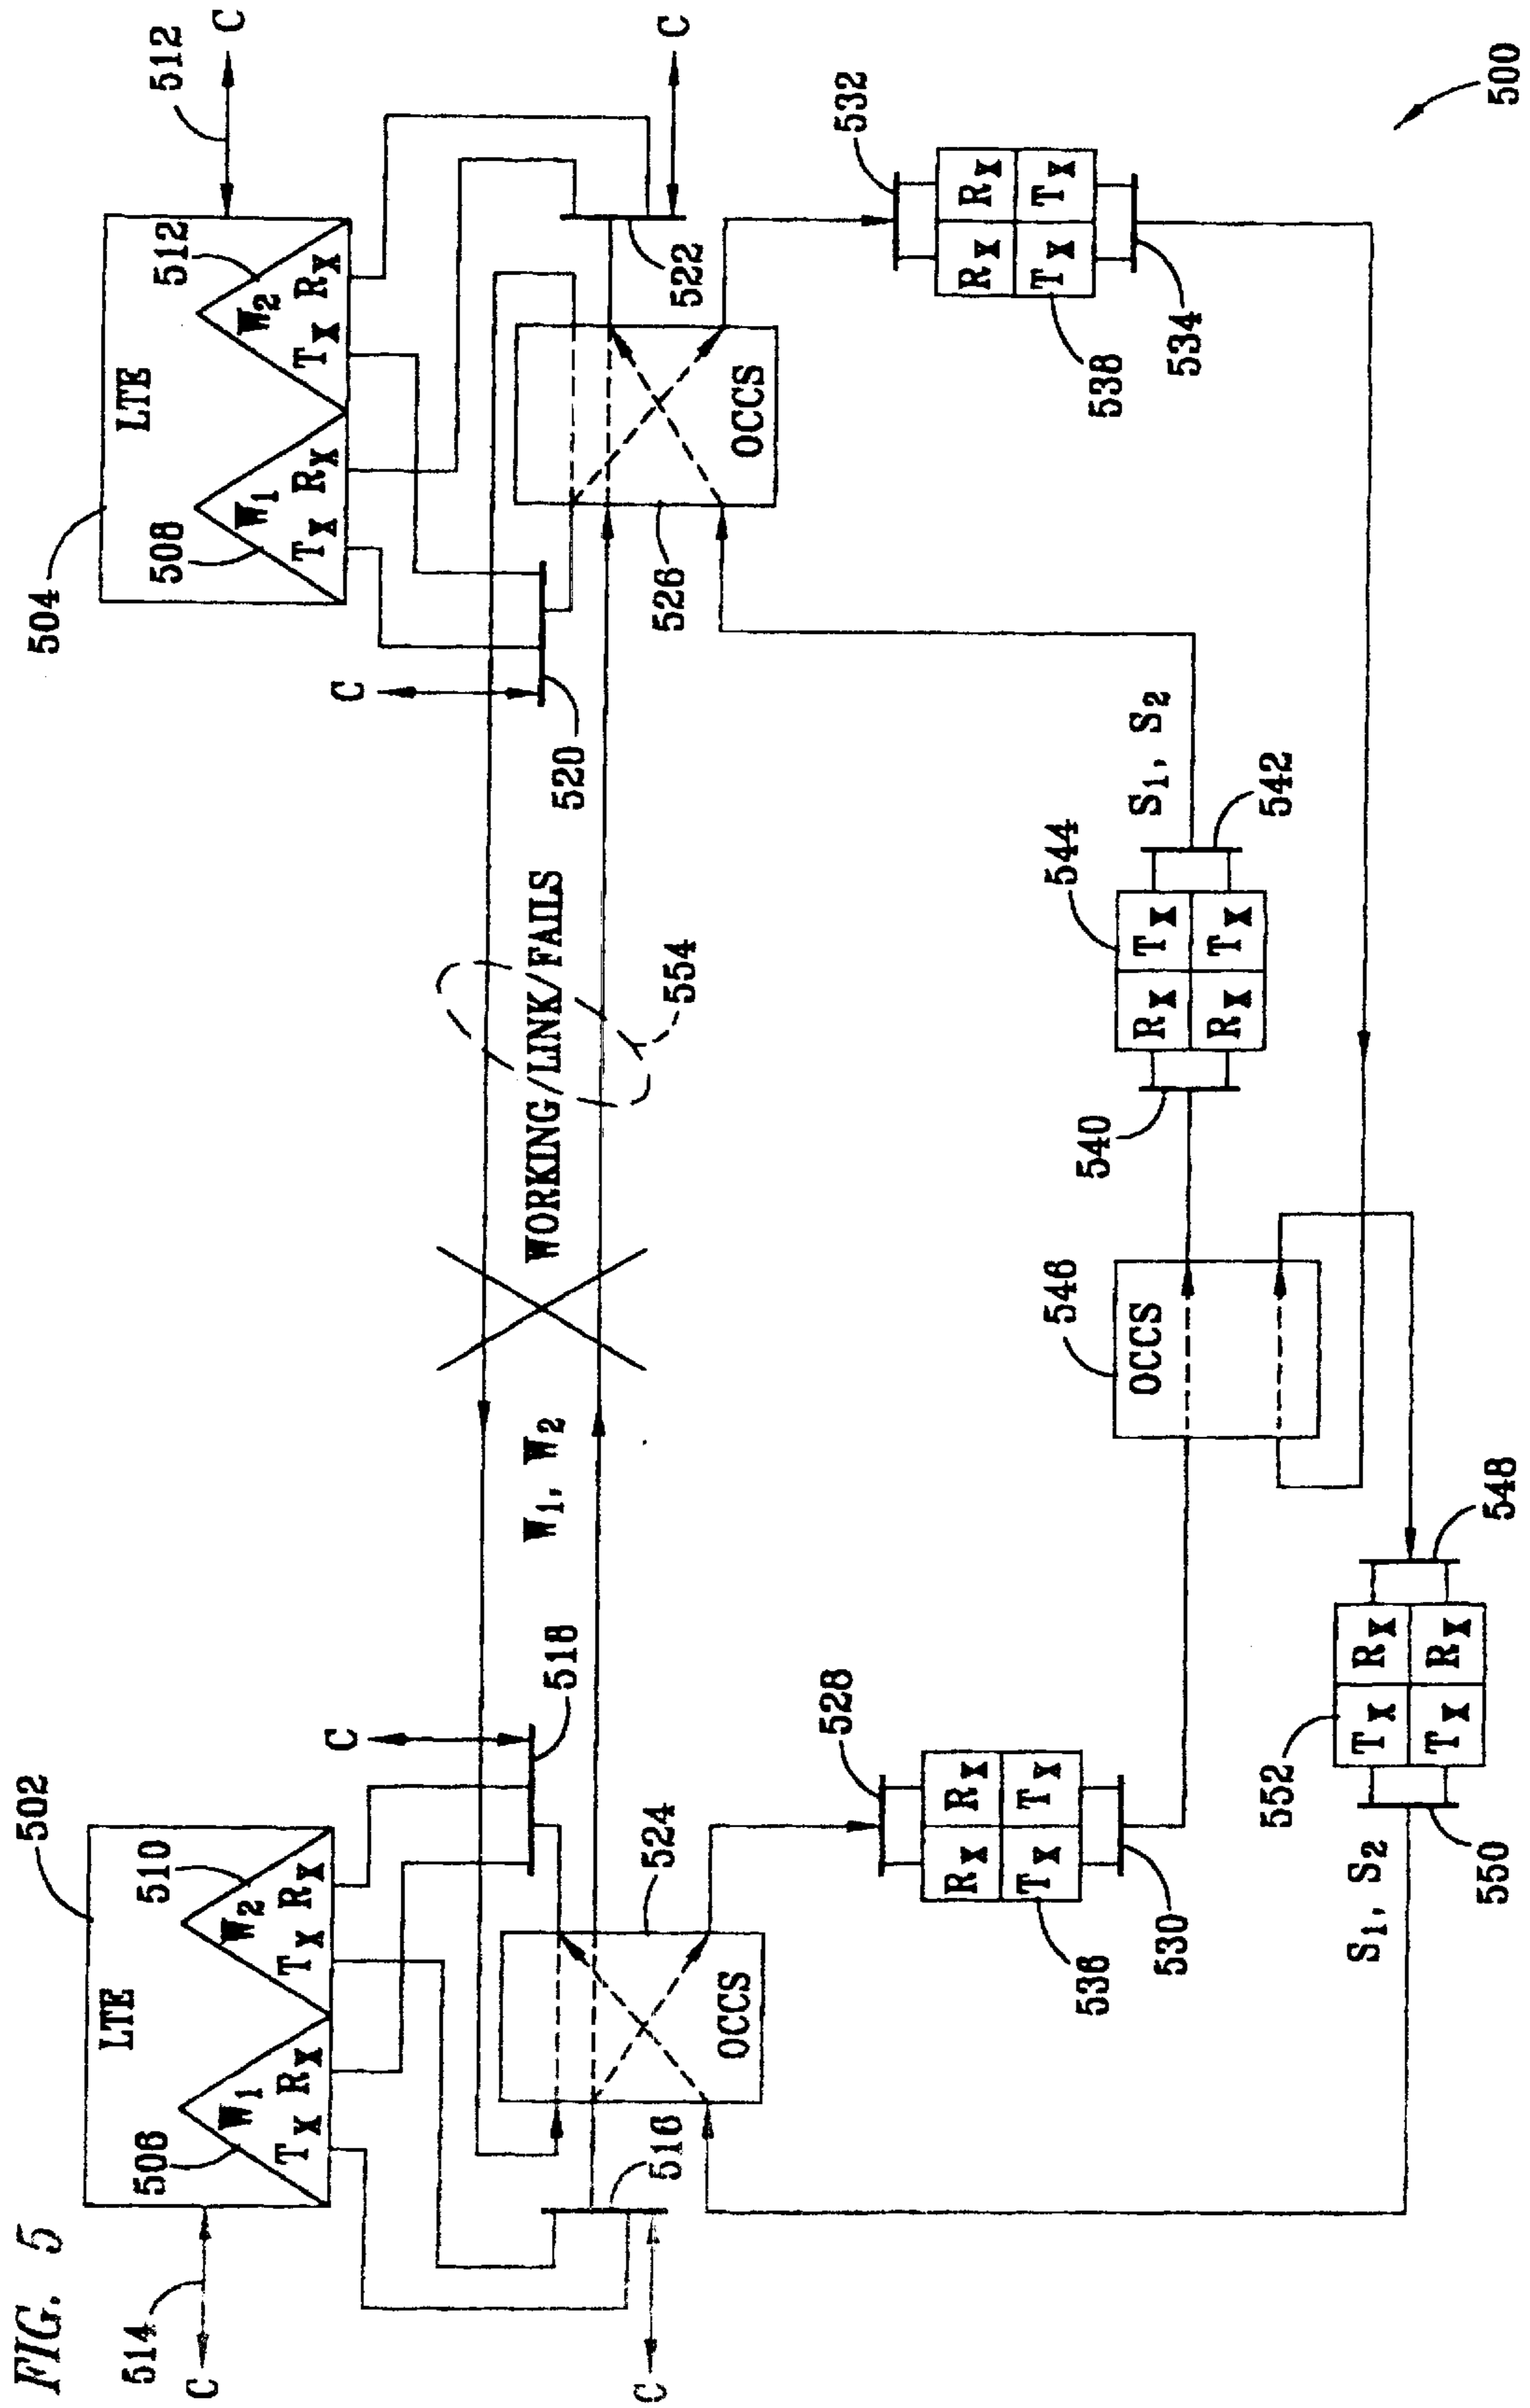 FIG. 5
500
502
LTE
506
W1
TX RX
510
W2
TX RX
514
C
504
LTE
508
W1
TX RX
512
W2
TX RX
512
C
C
518
C
520
W1, W2
WORKING/LINK/FAILS
554
C
516
OCCS
524
OCCS
526
522
C
528
RX RX
TX TX
536
530
532
RX RX
TX TX
538
534
OCCS
546
540
RX TX
RX TX
544
542
S1, S2
S1, S2
550
TX RX
TX RX
552
548